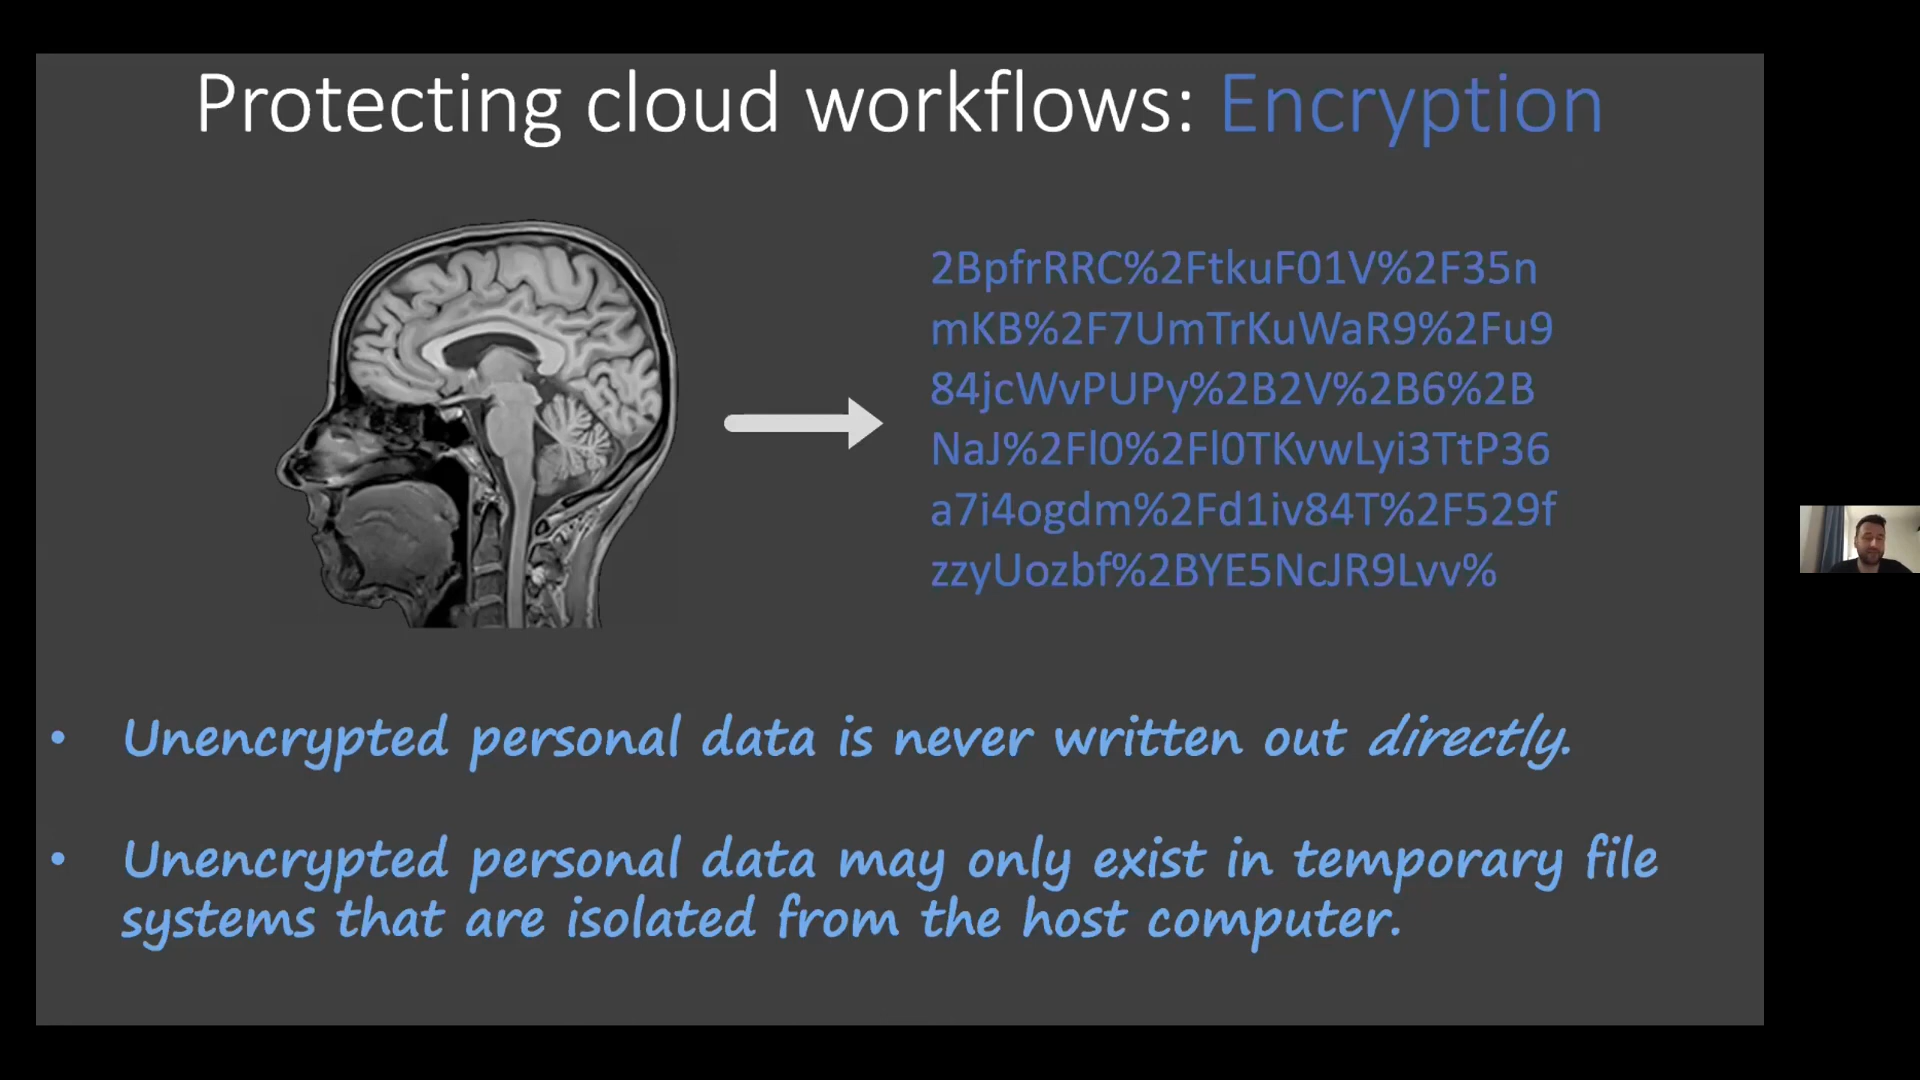 Protecting cloud workflows: Encryption
2BpfrRRC%2FtkuF01V%2F35n
mKB%2F7UmTrKuWaR9%2Fu9
84jcWvPUPy%2B2V%2B6%2B
NaJ%2Fl0%2Fl0TKvwLyi3TtP36
a7i4ogdm%2Fd1iv84T%2F529f
zzyUozbf%2BYE5NcJR9Lvv%
• Unencrypted personal data is never written out directly.
• Unencrypted personal data may only exist in temporary file
systems that are isolated from the host computer.